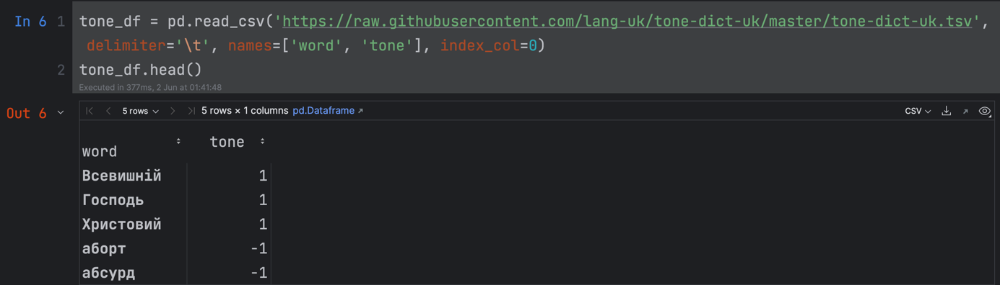 In 6 1 tone_df = pd.read_csv('https://raw.githubusercontent.com/lang-uk/tone-dict-uk/master/tone-dict-uk.tsv',
delimiter='\t', names=['word', 'tone'], index_col=0)
2 tone_df.head()
Executed in 377ms, 2 Jun at 01:41:48
Out 6 5 rows 5 rows × 1 columns pd.Dataframe CSV
word tone
Всевишній 1
Господь 1
Христовий 1
аборт -1
абсурд -1